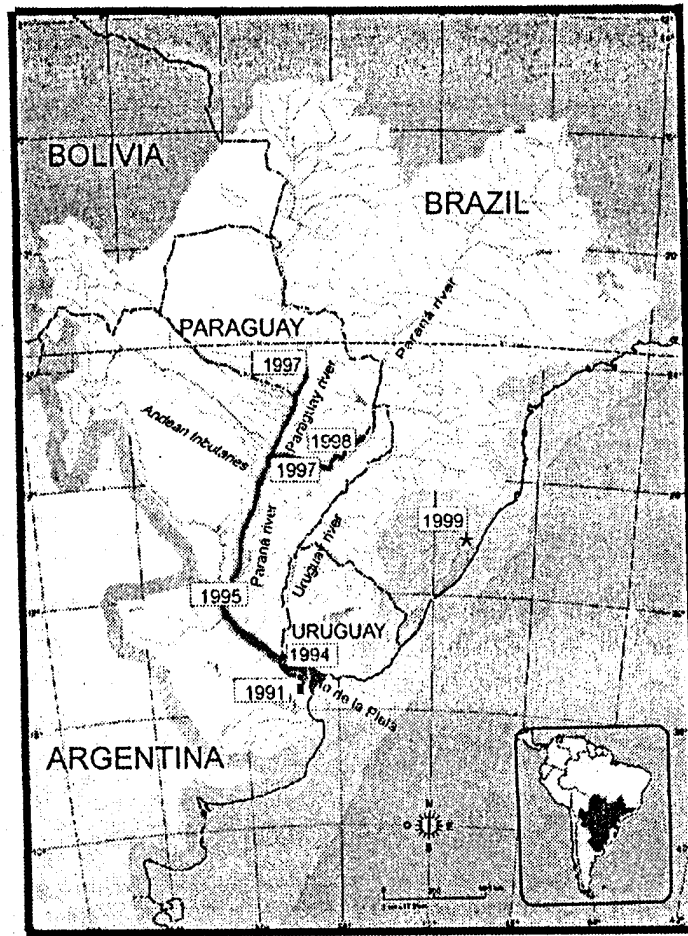 BOLIVIA
BRAZIL
PARAGUAY
Paraná river
1997
Paraguay river
Andean tributaries
1998
1997
1999
Paraná river
Uruguay river
1995
URUGUAY
1994
1991
de la Plata
ARGENTINA
N
O
E
S